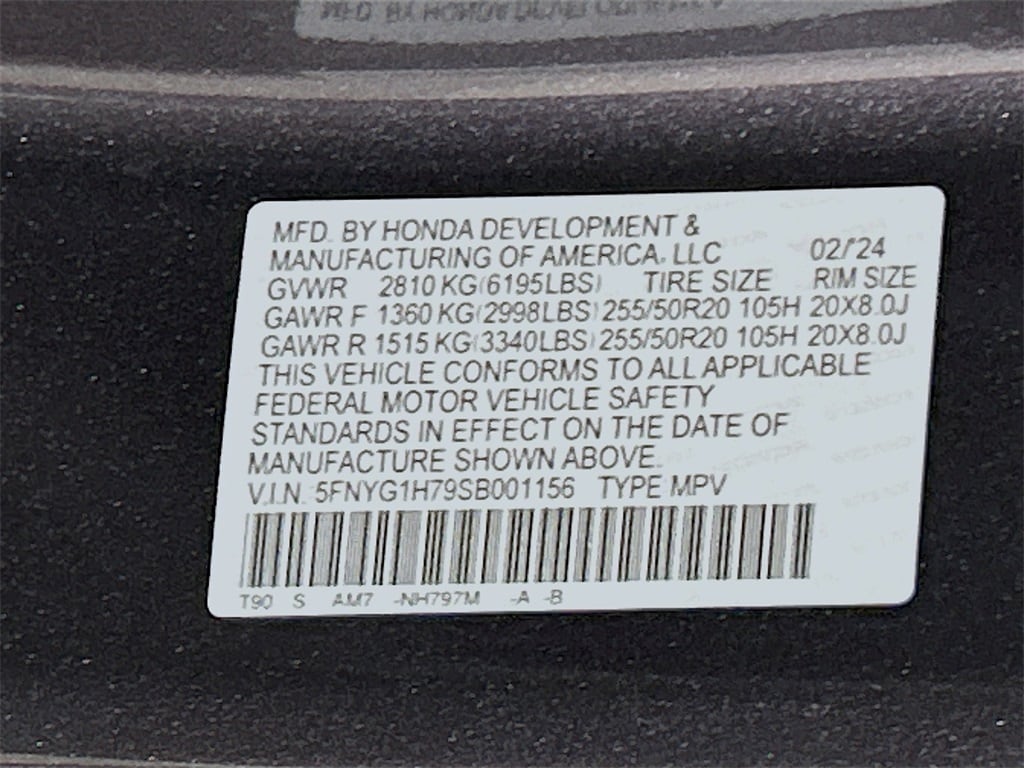 MFD. BY HONDA DEVELOPMENT &
MANUFACTURING OF AMERICA, LLC 02/'24
GVWR 2810 KG(6195LBS) TIRE SIZE RIM SIZE
GAWR F 1360 KG(2998LBS) 255/50R20 105H 20X8.0J
GAWR R 1515 KG(3340LBS) 255/50R20 105H 20X8.0J
THIS VEHICLE CONFORMS TO ALL APPLICABLE
FEDERAL MOTOR VEHICLE SAFETY
STANDARDS IN EFFECT ON THE DATE OF
MANUFACTURE SHOWN ABOVE.
V.I.N. 5FNYG1H79SB001156 TYPE MPV
T90 S AM7 -NH797M -A -B